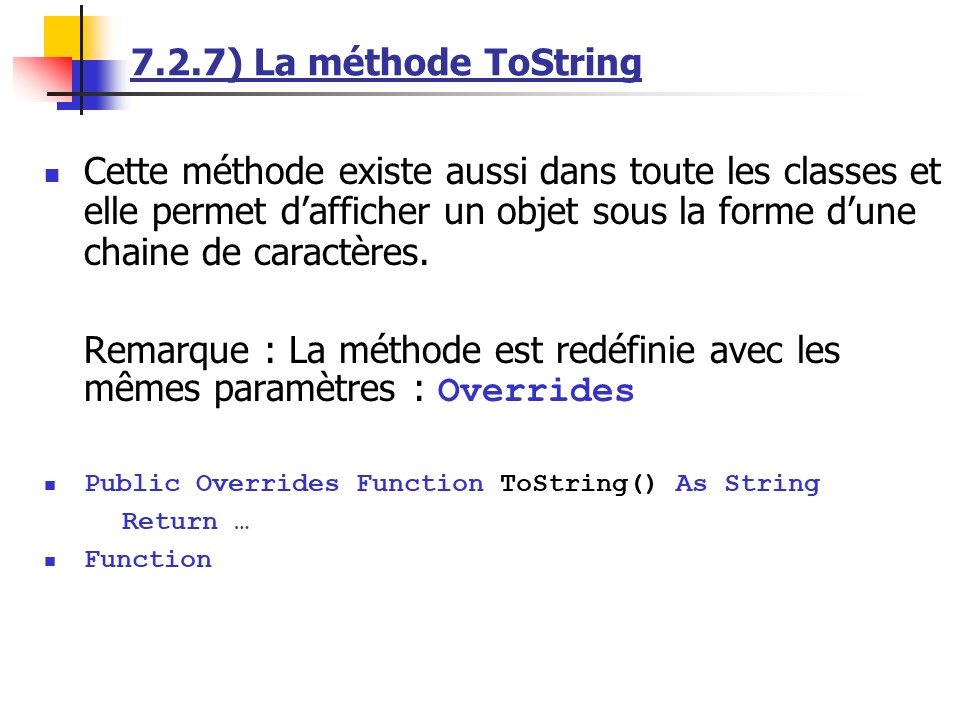 7.2.7) La méthode ToString
Cette méthode existe aussi dans toute les classes et
elle permet d’afficher un objet sous la forme d’une
chaine de caractères.
Remarque : La méthode est redéfinie avec les
mêmes paramètres : Overrides
Public Overrides Function ToString() As String
Return …
Function